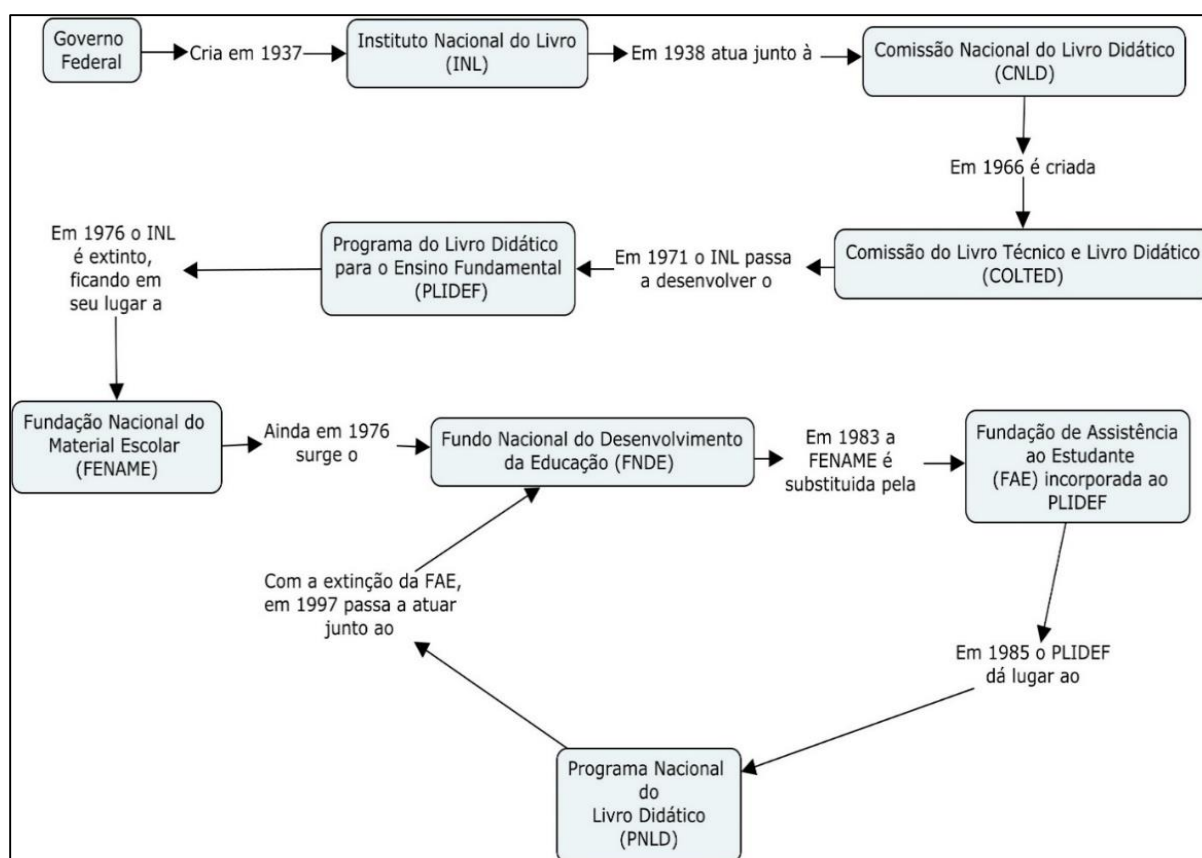 Governo
Federal
Cria em 1937
Instituto Nacional do Livro
(INL)
Em 1938 atua junto à
Comissão Nacional do Livro Didático
(CNLD)
Em 1966 é criada
Comissão do Livro Técnico e Livro Didático
(COLTED)
Em 1971 o INL passa
a desenvolver o
Programa do Livro Didático
para o Ensino Fundamental
(PLIDEF)
Em 1976 o INL
é extinto,
ficando em
seu lugar a
Fundação Nacional do
Material Escolar
(FENAME)
Ainda em 1976
surge o
Fundo Nacional do Desenvolvimento
da Educação (FNDE)
Em 1983 a
FENAME é
substituida pela
Fundação de Assistência
ao Estudante
(FAE) incorporada ao
PLIDEF
Em 1985 o PLIDEF
dá lugar ao
Programa Nacional
do
Livro Didático
(PNLD)
Com a extinção da FAE,
em 1997 passa a atuar
junto ao